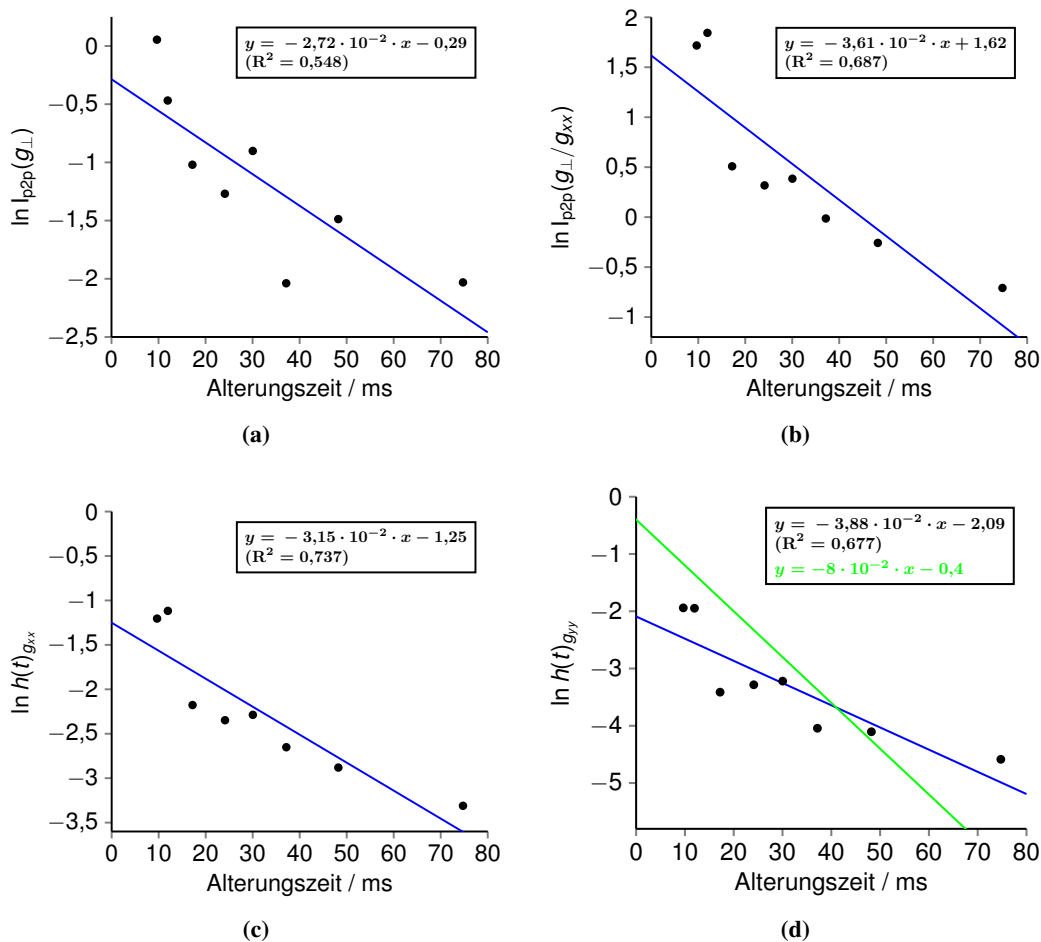 0
−0,5
−1
−1,5
−2
−2,5
ln I_p2p(g_⊥)
y = − 2,72 · 10⁻² · x − 0,29
(R² = 0,548)
0 10 20 30 40 50 60 70 80
Alterungszeit / ms
(a)
2
1,5
1
0,5
0
−0,5
−1
ln I_p2p(g_⊥/g_xx)
y = − 3,61 · 10⁻² · x + 1,62
(R² = 0,687)
0 10 20 30 40 50 60 70 80
Alterungszeit / ms
(b)
0
−0,5
−1
−1,5
−2
−2,5
−3
−3,5
ln h(t)_g_xx
y = − 3,15 · 10⁻² · x − 1,25
(R² = 0,737)
0 10 20 30 40 50 60 70 80
Alterungszeit / ms
(c)
0
−1
−2
−3
−4
−5
ln h(t)_g_yy
y = − 3,88 · 10⁻² · x − 2,09
(R² = 0,677)
y = −8 · 10⁻² · x − 0,4
0 10 20 30 40 50 60 70 80
Alterungszeit / ms
(d)